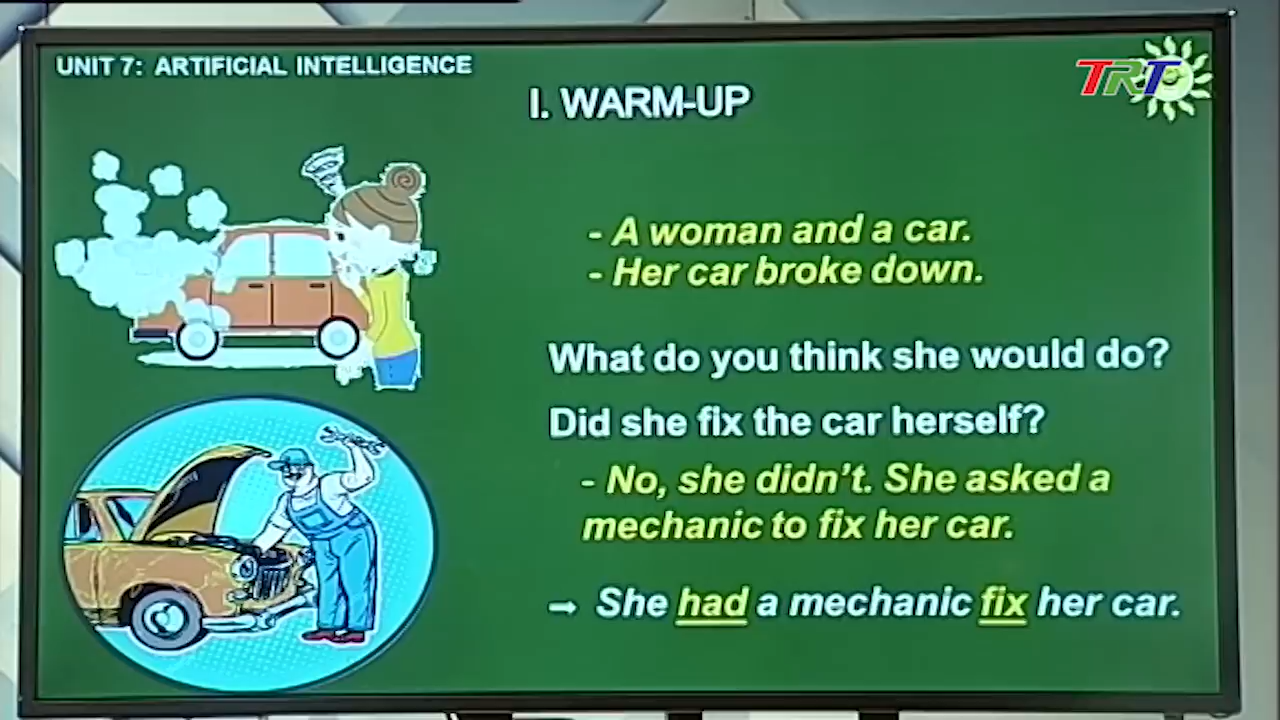 UNIT 7: ARTIFICIAL INTELLIGENCE
TRT
I. WARM-UP
- A woman and a car.
- Her car broke down.
What do you think she would do?
Did she fix the car herself?
- No, she didn't. She asked a
mechanic to fix her car.
→ She had a mechanic fix her car.